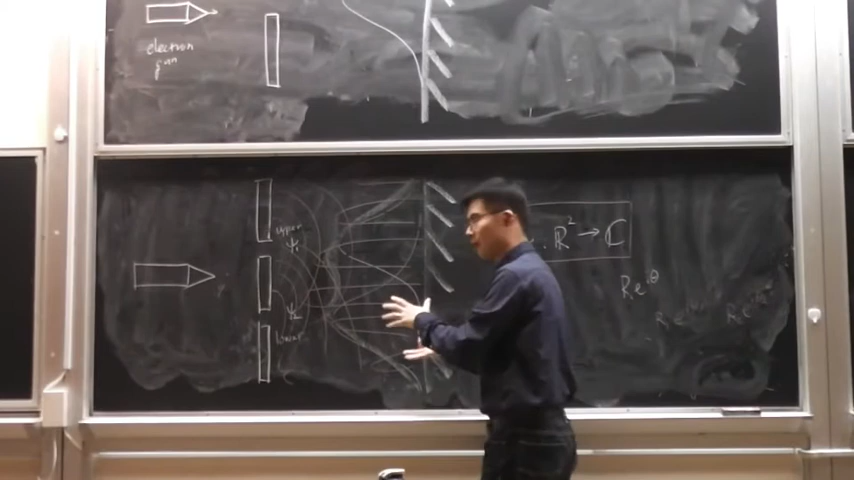 electron
gun
upper
ψ₁
ψ₂
lower
ℝ² → ℂ
Re^{iθ}